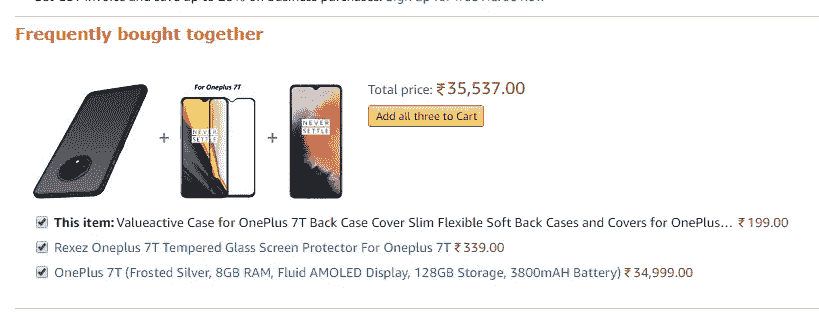 Frequently bought together
For Oneplus 7T
NEVER
SETTLE
NEVER
SETTLE
+
+
Total price: ₹35,537.00
Add all three to Cart
This item: Valueactive Case for OnePlus 7T Back Case Cover Slim Flexible Soft Back Cases and Covers for OnePlus... ₹199.00
Rexez Oneplus 7T Tempered Glass Screen Protector For Oneplus 7T ₹339.00
OnePlus 7T (Frosted Silver, 8GB RAM, Fluid AMOLED Display, 128GB Storage, 3800mAH Battery) ₹34,999.00